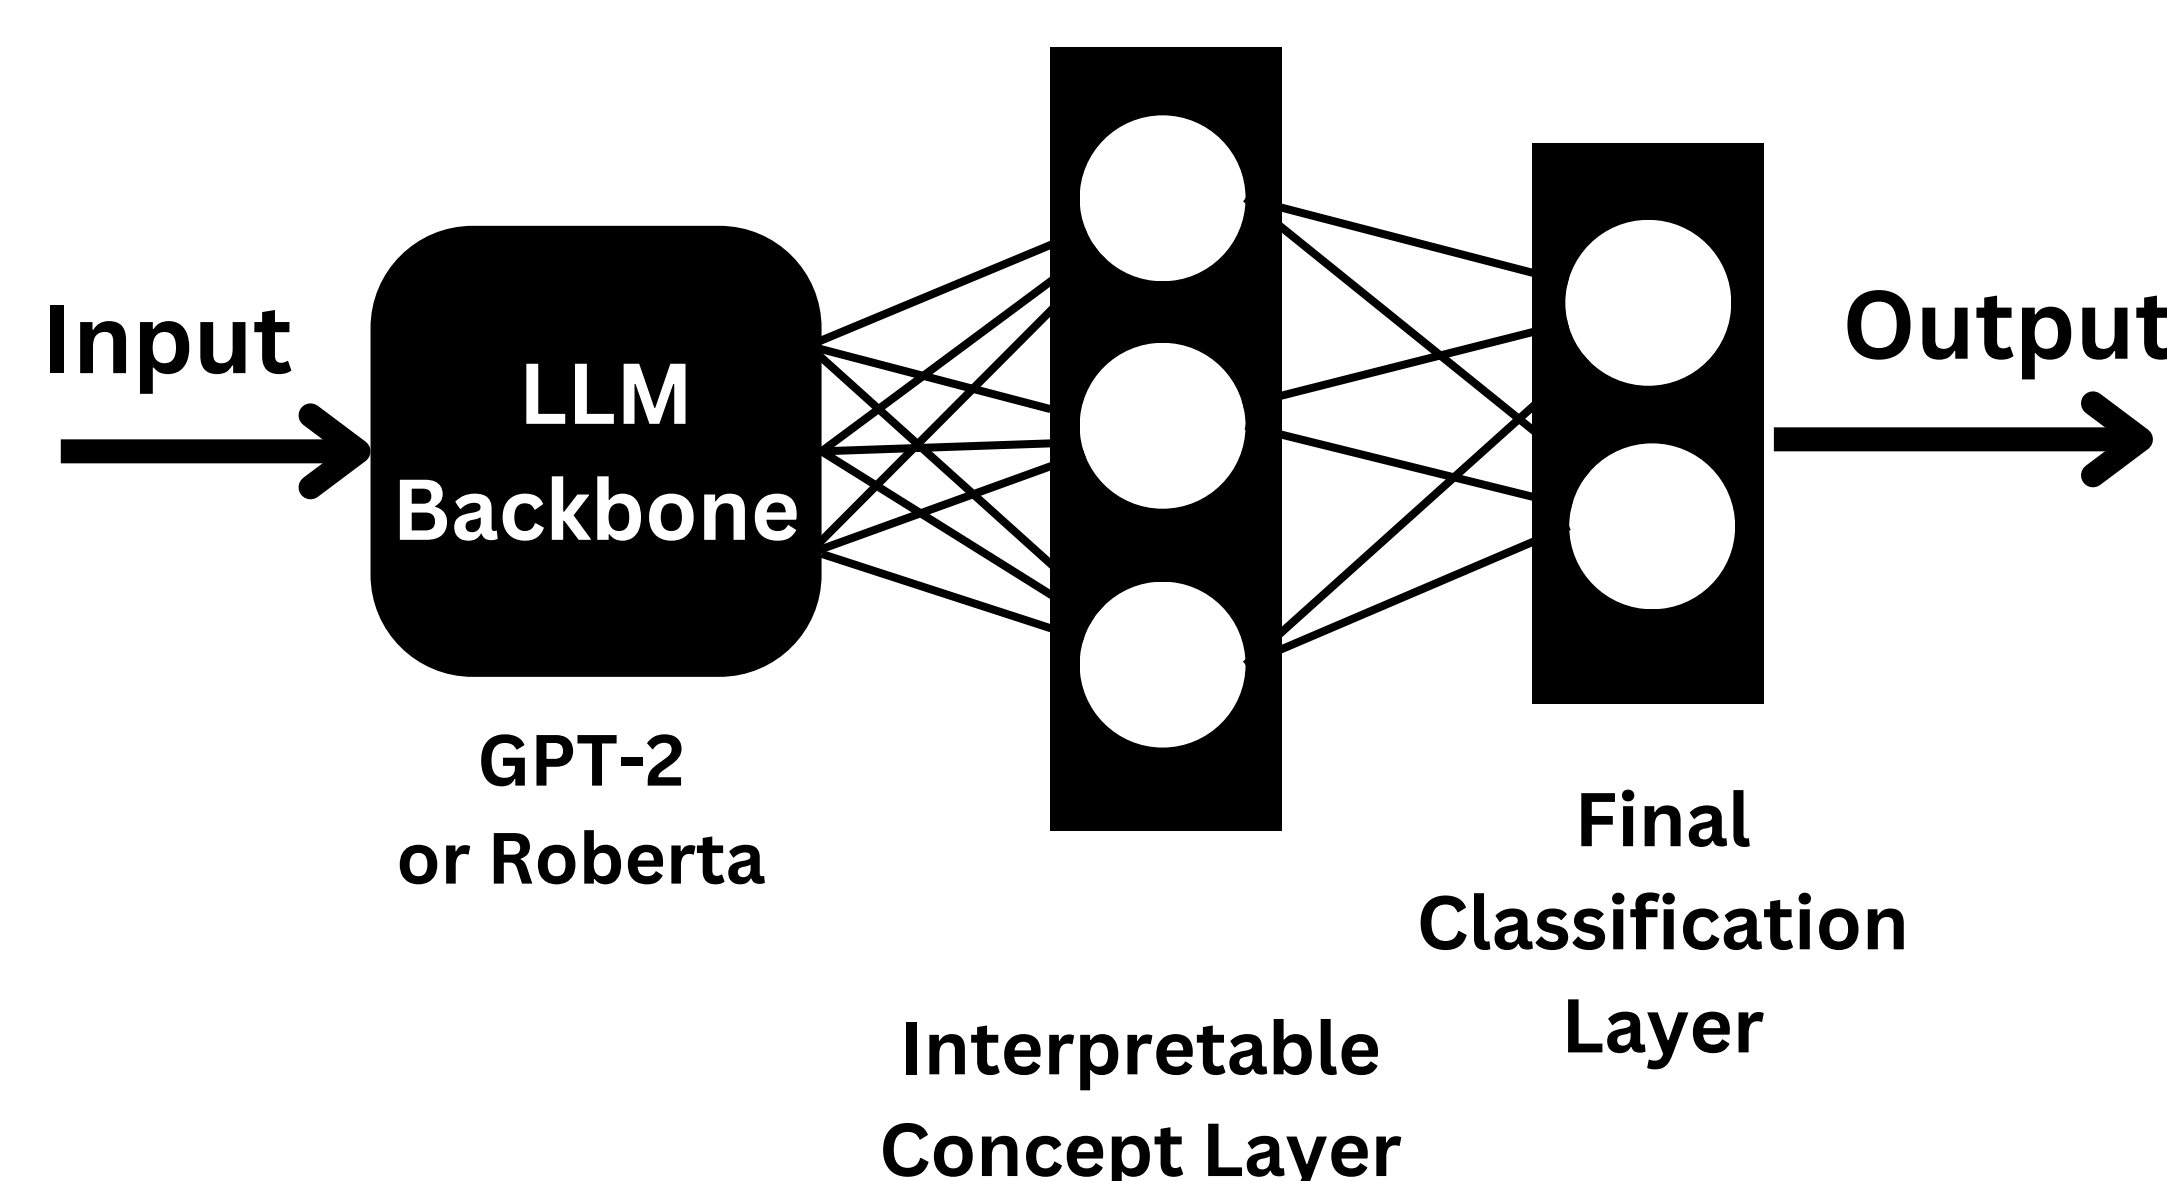 Input
LLM
Backbone
GPT-2
or Roberta
Interpretable
Concept Layer
Final
Classification
Layer
Output